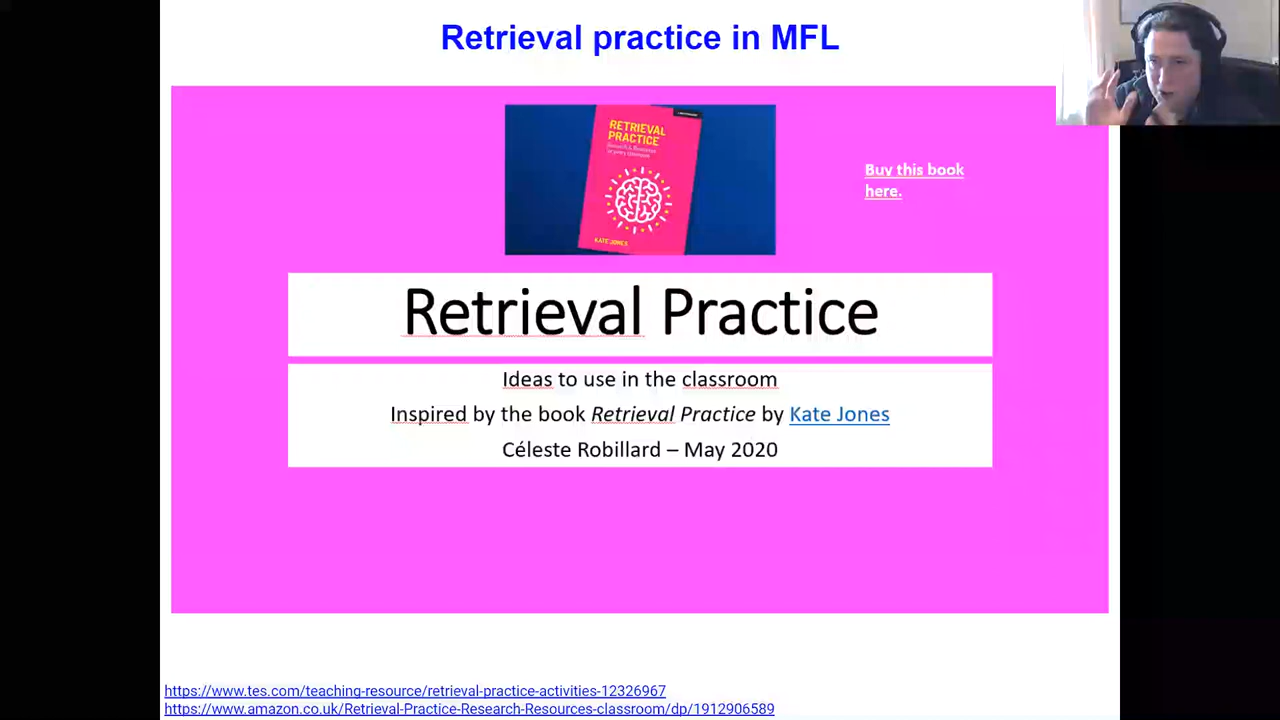 Retrieval practice in MFL
RETRIEVAL
PRACTICE
KATE JONES
Buy this book
here.
Retrieval Practice
Ideas to use in the classroom
Inspired by the book Retrieval Practice by Kate Jones
Céleste Robillard – May 2020
https://www.tes.com/teaching-resource/retrieval-practice-activities-12326967
https://www.amazon.co.uk/Retrieval-Practice-Research-Resources-classroom/dp/1912906589